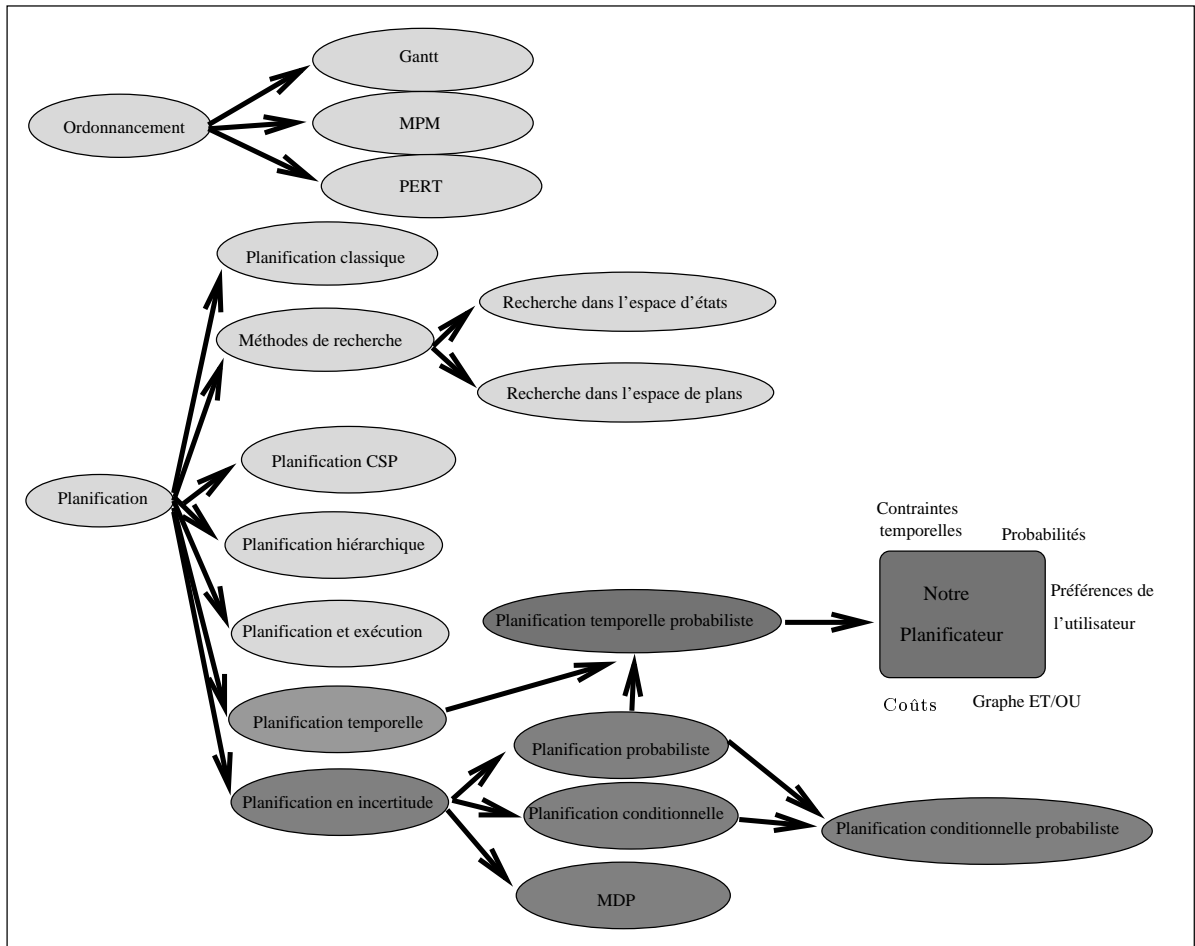 Gantt
Ordonnancement
MPM
PERT
Planification classique
Recherche dans l'espace d'états
Méthodes de recherche
Recherche dans l'espace de plans
Planification CSP
Planification
Planification hiérarchique
Planification et exécution
Planification temporelle
Planification en incertitude
Planification temporelle probabiliste
Planification probabiliste
Planification conditionnelle
MDP
Planification conditionnelle probabiliste
Contraintes
temporelles
Probabilités
Notre
Planificateur
Préférences de
l'utilisateur
Coûts
Graphe ET/OU